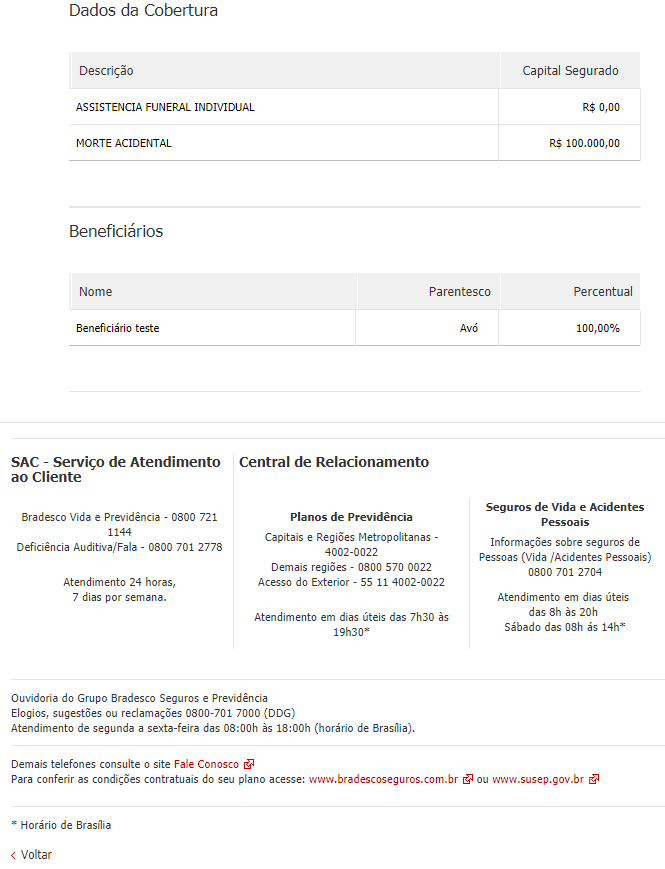 Dados da Cobertura
Descrição Capital Segurado
ASSISTENCIA FUNERAL INDIVIDUAL R$ 0,00
MORTE ACIDENTAL R$ 100.000,00
Beneficiários
Nome Parentesco Percentual
Beneficiário teste Avó 100,00%
SAC - Serviço de Atendimento
ao Cliente
Bradesco Vida e Previdência - 0800 721
1144
Deficiência Auditiva/Fala - 0800 701 2778
Atendimento 24 horas,
7 dias por semana.
Central de Relacionamento
Planos de Previdência
Capitais e Regiões Metropolitanas -
4002-0022
Demais regiões - 0800 570 0022
Acesso do Exterior - 55 11 4002-0022
Atendimento em dias úteis das 7h30 às
19h30*
Seguros de Vida e Acidentes
Pessoais
Informações sobre seguros de
Pessoas (Vida /Acidentes Pessoais)
0800 701 2704
Atendimento em dias úteis
das 8h às 20h
Sábado das 08h ás 14h*
Ouvidoria do Grupo Bradesco Seguros e Previdência
Elogios, sugestões ou reclamações 0800-701 7000 (DDG)
Atendimento de segunda a sexta-feira das 08:00h às 18:00h (horário de Brasília).
Demais telefones consulte o site Fale Conosco
Para conferir as condições contratuais do seu plano acesse: www.bradescoseguros.com.br ou www.susep.gov.br
* Horário de Brasília
< Voltar